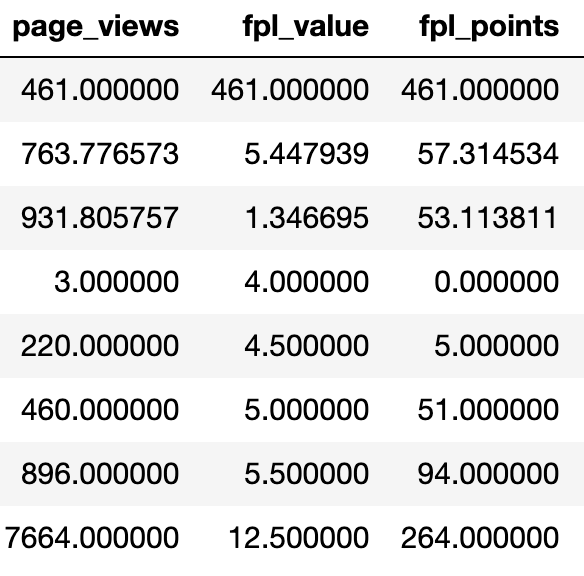 page_views fpl_value fpl_points
461.000000 461.000000 461.000000
763.776573 5.447939 57.314534
931.805757 1.346695 53.113811
3.000000 4.000000 0.000000
220.000000 4.500000 5.000000
460.000000 5.000000 51.000000
896.000000 5.500000 94.000000
7664.000000 12.500000 264.000000